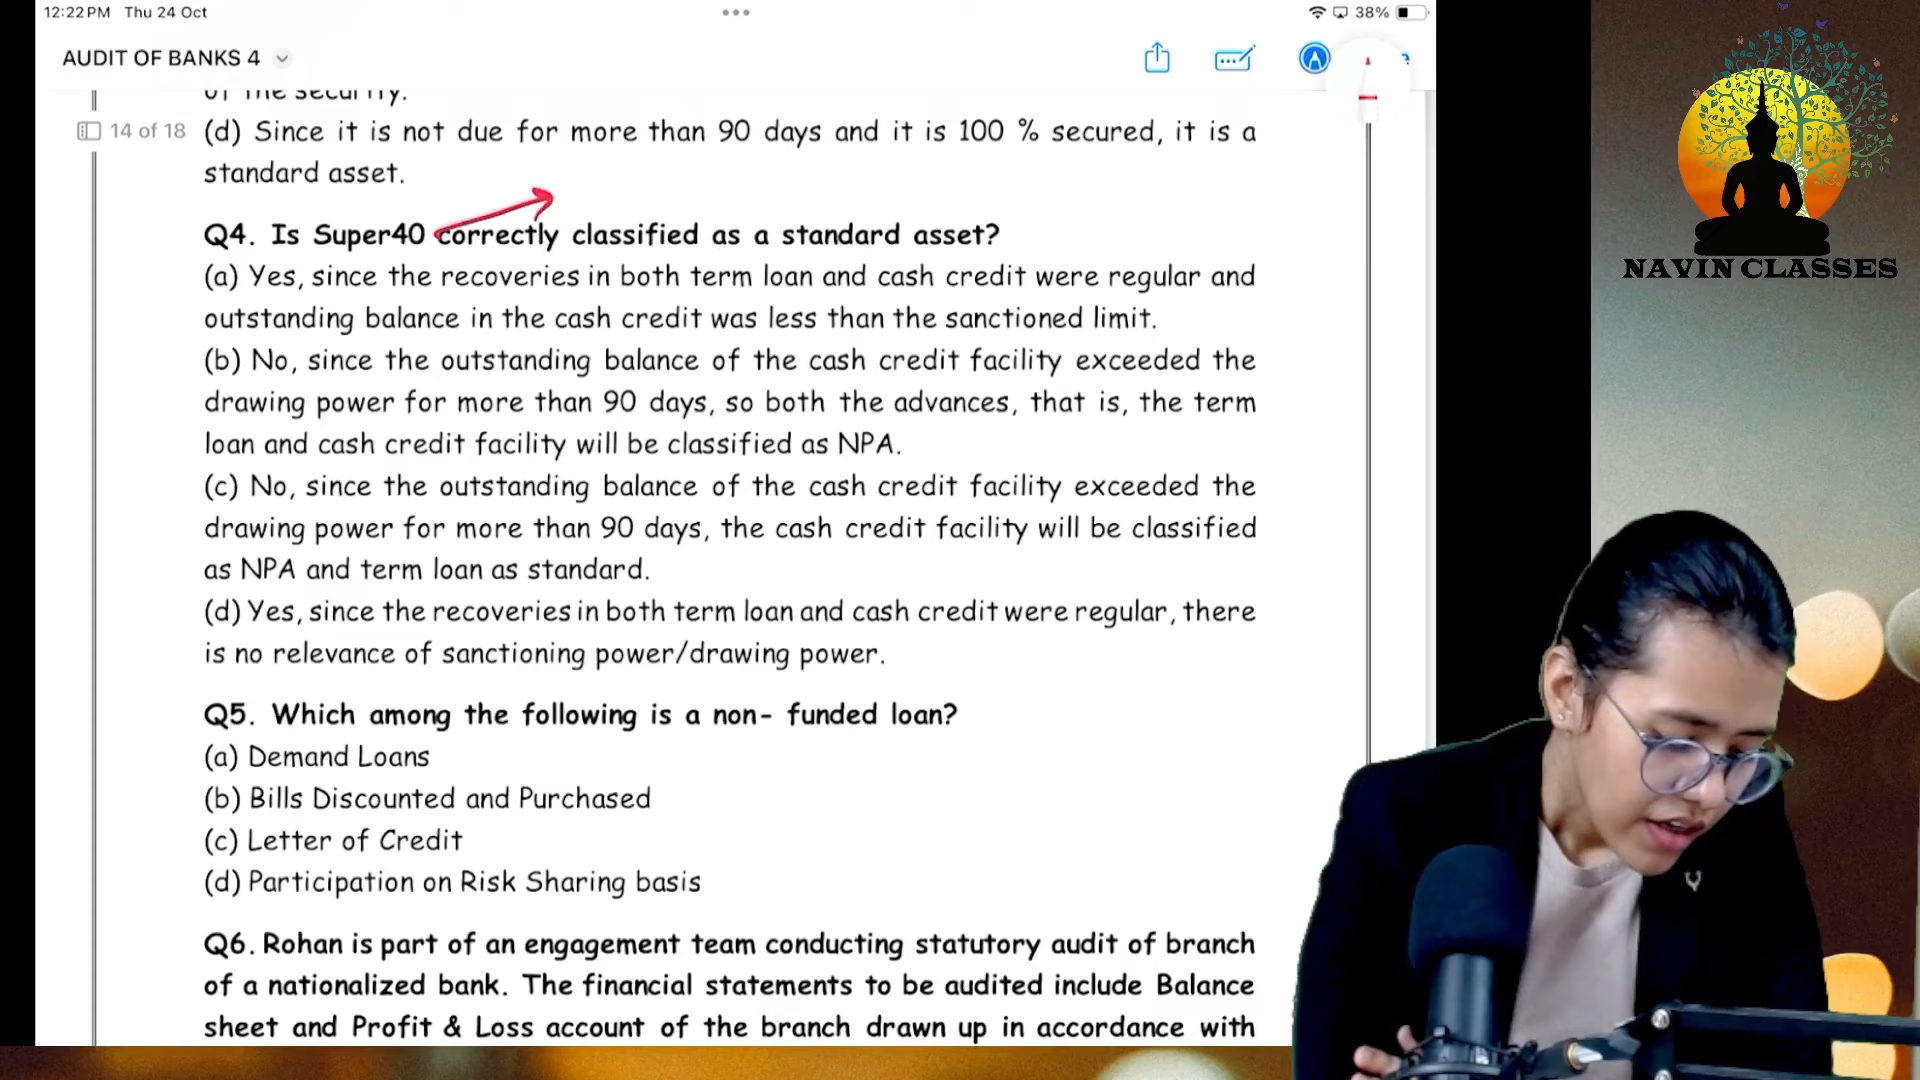 12:22 PM Thu 24 Oct
38%
AUDIT OF BANKS 4
of the security.
14 of 18
(d) Since it is not due for more than 90 days and it is 100 % secured, it is a
standard asset.
Q4. Is Super40 correctly classified as a standard asset?
(a) Yes, since the recoveries in both term loan and cash credit were regular and
outstanding balance in the cash credit was less than the sanctioned limit.
(b) No, since the outstanding balance of the cash credit facility exceeded the
drawing power for more than 90 days, so both the advances, that is, the term
loan and cash credit facility will be classified as NPA.
(c) No, since the outstanding balance of the cash credit facility exceeded the
drawing power for more than 90 days, the cash credit facility will be classified
as NPA and term loan as standard.
(d) Yes, since the recoveries in both term loan and cash credit were regular, there
is no relevance of sanctioning power/drawing power.
Q5. Which among the following is a non- funded loan?
(a) Demand Loans
(b) Bills Discounted and Purchased
(c) Letter of Credit
(d) Participation on Risk Sharing basis
Q6. Rohan is part of an engagement team conducting statutory audit of branch
of a nationalized bank. The financial statements to be audited include Balance
sheet and Profit & Loss account of the branch drawn up in accordance with
NAVIN CLASSES